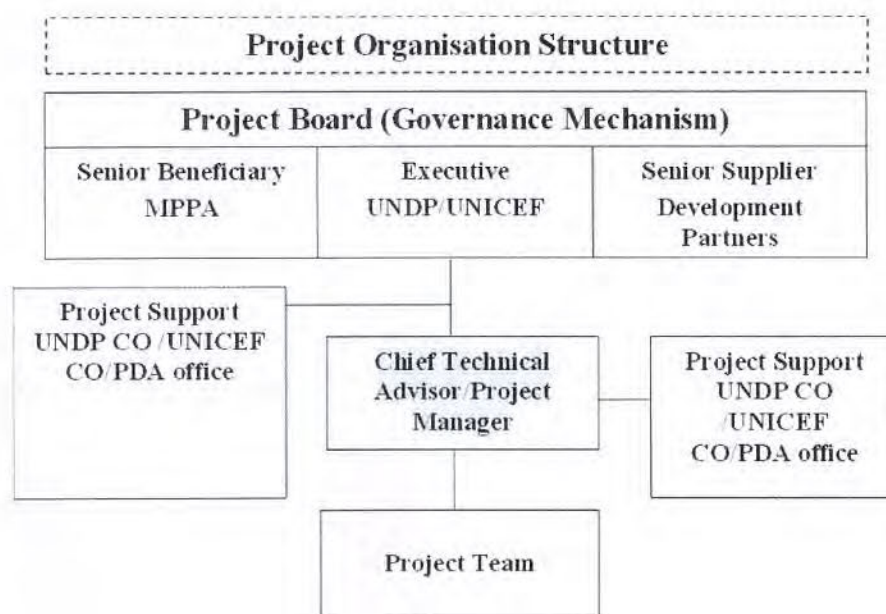 Project Organisation Structure
Project Board (Governance Mechanism)
Senior Beneficiary
MPPA
Executive
UNDP/UNICEF
Senior Supplier
Development
Partners
Project Support
UNDP CO /UNICEF
CO/PDA office
Chief Technical
Advisor/Project
Manager
Project Support
UNDP CO
/UNICEF
CO/PDA office
Project Team